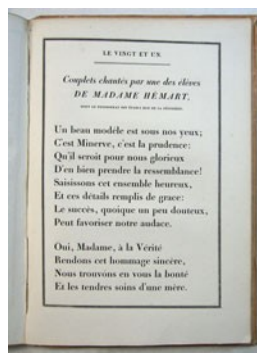 LE VINGT ET UN.
Couplets chantés par une des élèves
DE MADAME HÉMART,
Un beau modèle est sous nos yeux;
C'est Minerve, c'est la prudence:
Qu'il seroit pour nous glorieux
D'en bien prendre la ressemblance!
Saisissons cet ensemble heureux,
Et ces détails remplis de grace:
Le succès, quoique un peu douteux,
Peut favoriser notre audace.
Oui, Madame, à la Vérité
Rendons cet hommage sincère,
Nous trouvons en vous la bonté
Et les tendres soins d'une mère.